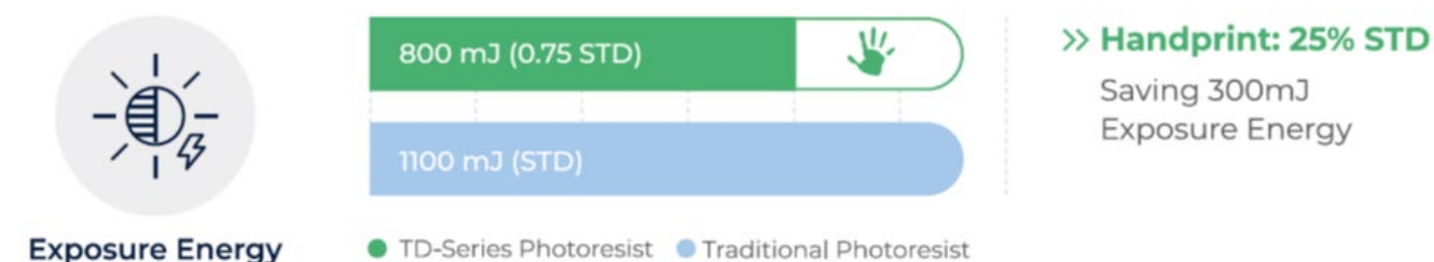 800 mJ (0.75 STD)
1100 mJ (STD)
Exposure Energy
TD-Series Photoresist
Traditional Photoresist
>> Handprint: 25% STD
Saving 300mJ
Exposure Energy